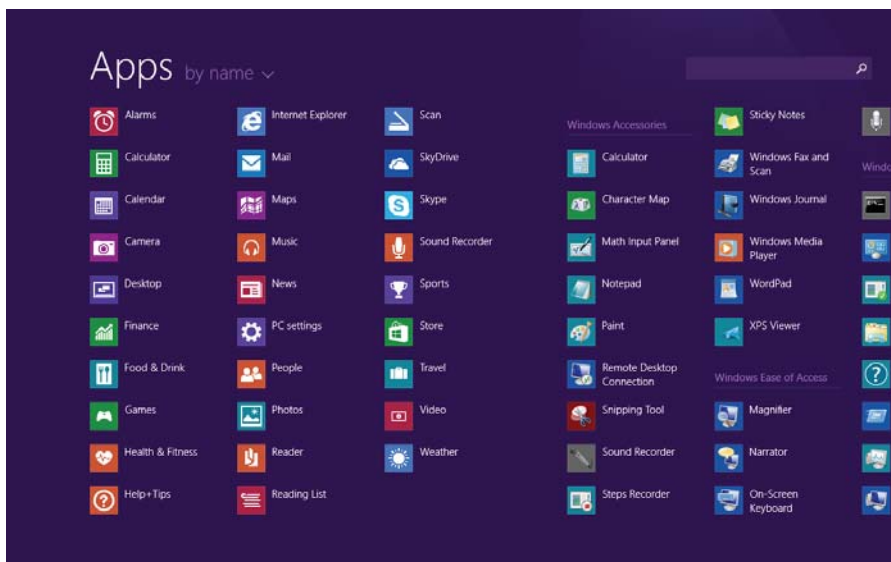 Apps by name
Alarms
Calculator
Calendar
Camera
Desktop
Finance
Food & Drink
Games
Health & Fitness
Help+Tips
Internet Explorer
Mail
Maps
Music
News
PC settings
People
Photos
Reader
Reading List
Scan
SkyDrive
Skype
Sound Recorder
Sports
Store
Travel
Video
Weather
Windows Accessories
Calculator
Character Map
Math Input Panel
Notepad
Paint
Remote Desktop
Connection
Snipping Tool
Sound Recorder
Steps Recorder
Sticky Notes
Windows Fax and
Scan
Windows Journal
Windows Media
Player
WordPad
XPS Viewer
Windows Ease of Access
Magnifier
Narrator
On-Screen
Keyboard